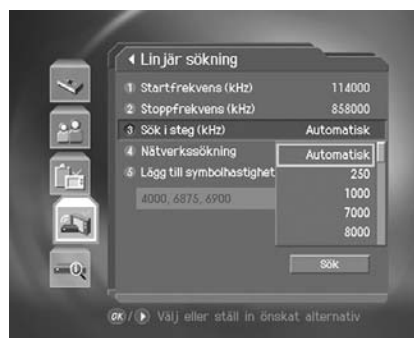 Linjär sökning
1 Startfrekvens (kHz) 114000
2 Stoppfrekvens (kHz) 858000
3 Sök i steg (kHz) Automatisk
4 Nätverkssökning Automatisk
250
5 Lägg till symbolhastighet
1000
4000, 6875, 6900
7000
8000
Sök
OK / Välj eller ställ in önskat alternativ